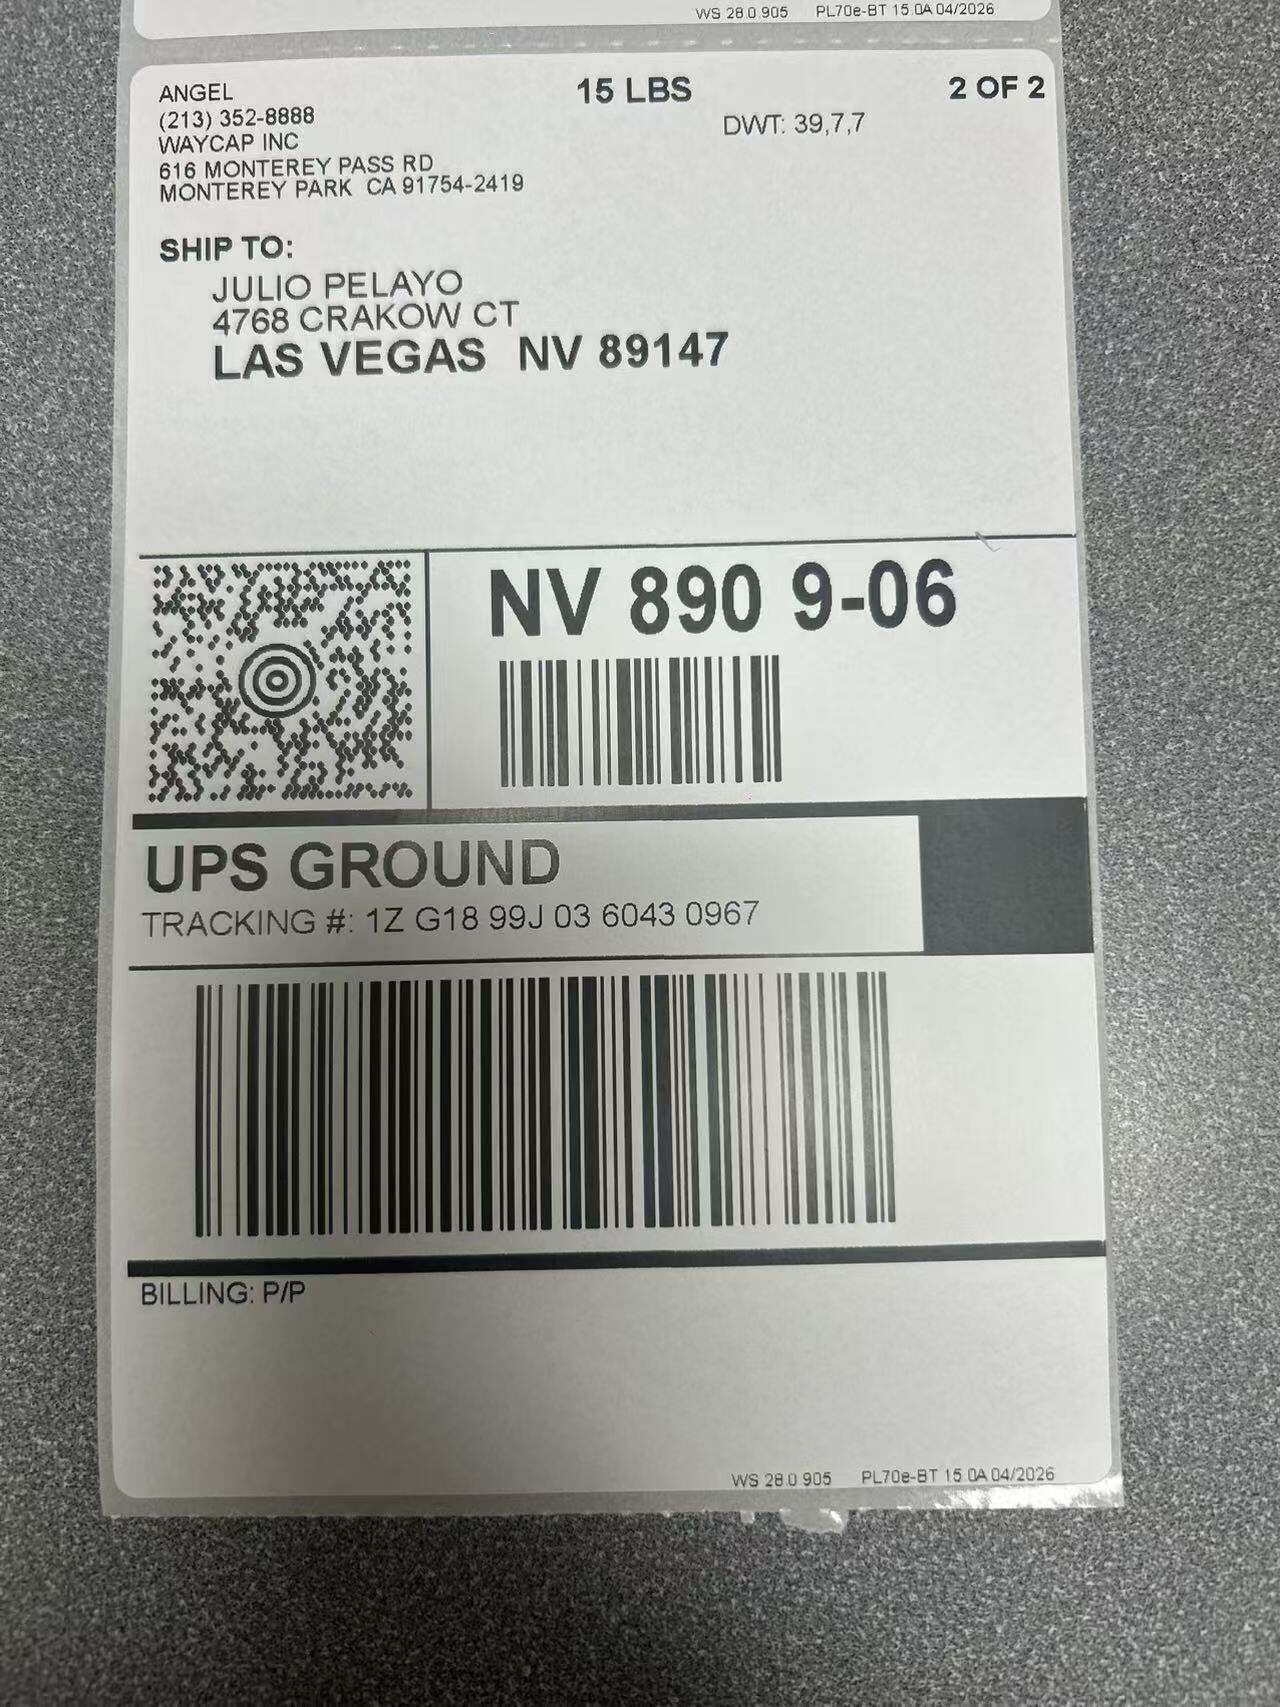 WS 28.0.905 PL70e-BT 15.0A 04/2026
ANGEL
(213) 352-8888
WAYCAP INC
616 MONTEREY PASS RD
MONTEREY PARK CA 91754-2419
15 LBS
2 OF 2
DWT: 39,7,7
SHIP TO:
JULIO PELAYO
4768 CRAKOW CT
LAS VEGAS NV 89147
NV 890 9-06
UPS GROUND
TRACKING #: 1Z G18 99J 03 6043 0967
BILLING: P/P
WS 28.0.905 PL70e-BT 15.0A 04/2026